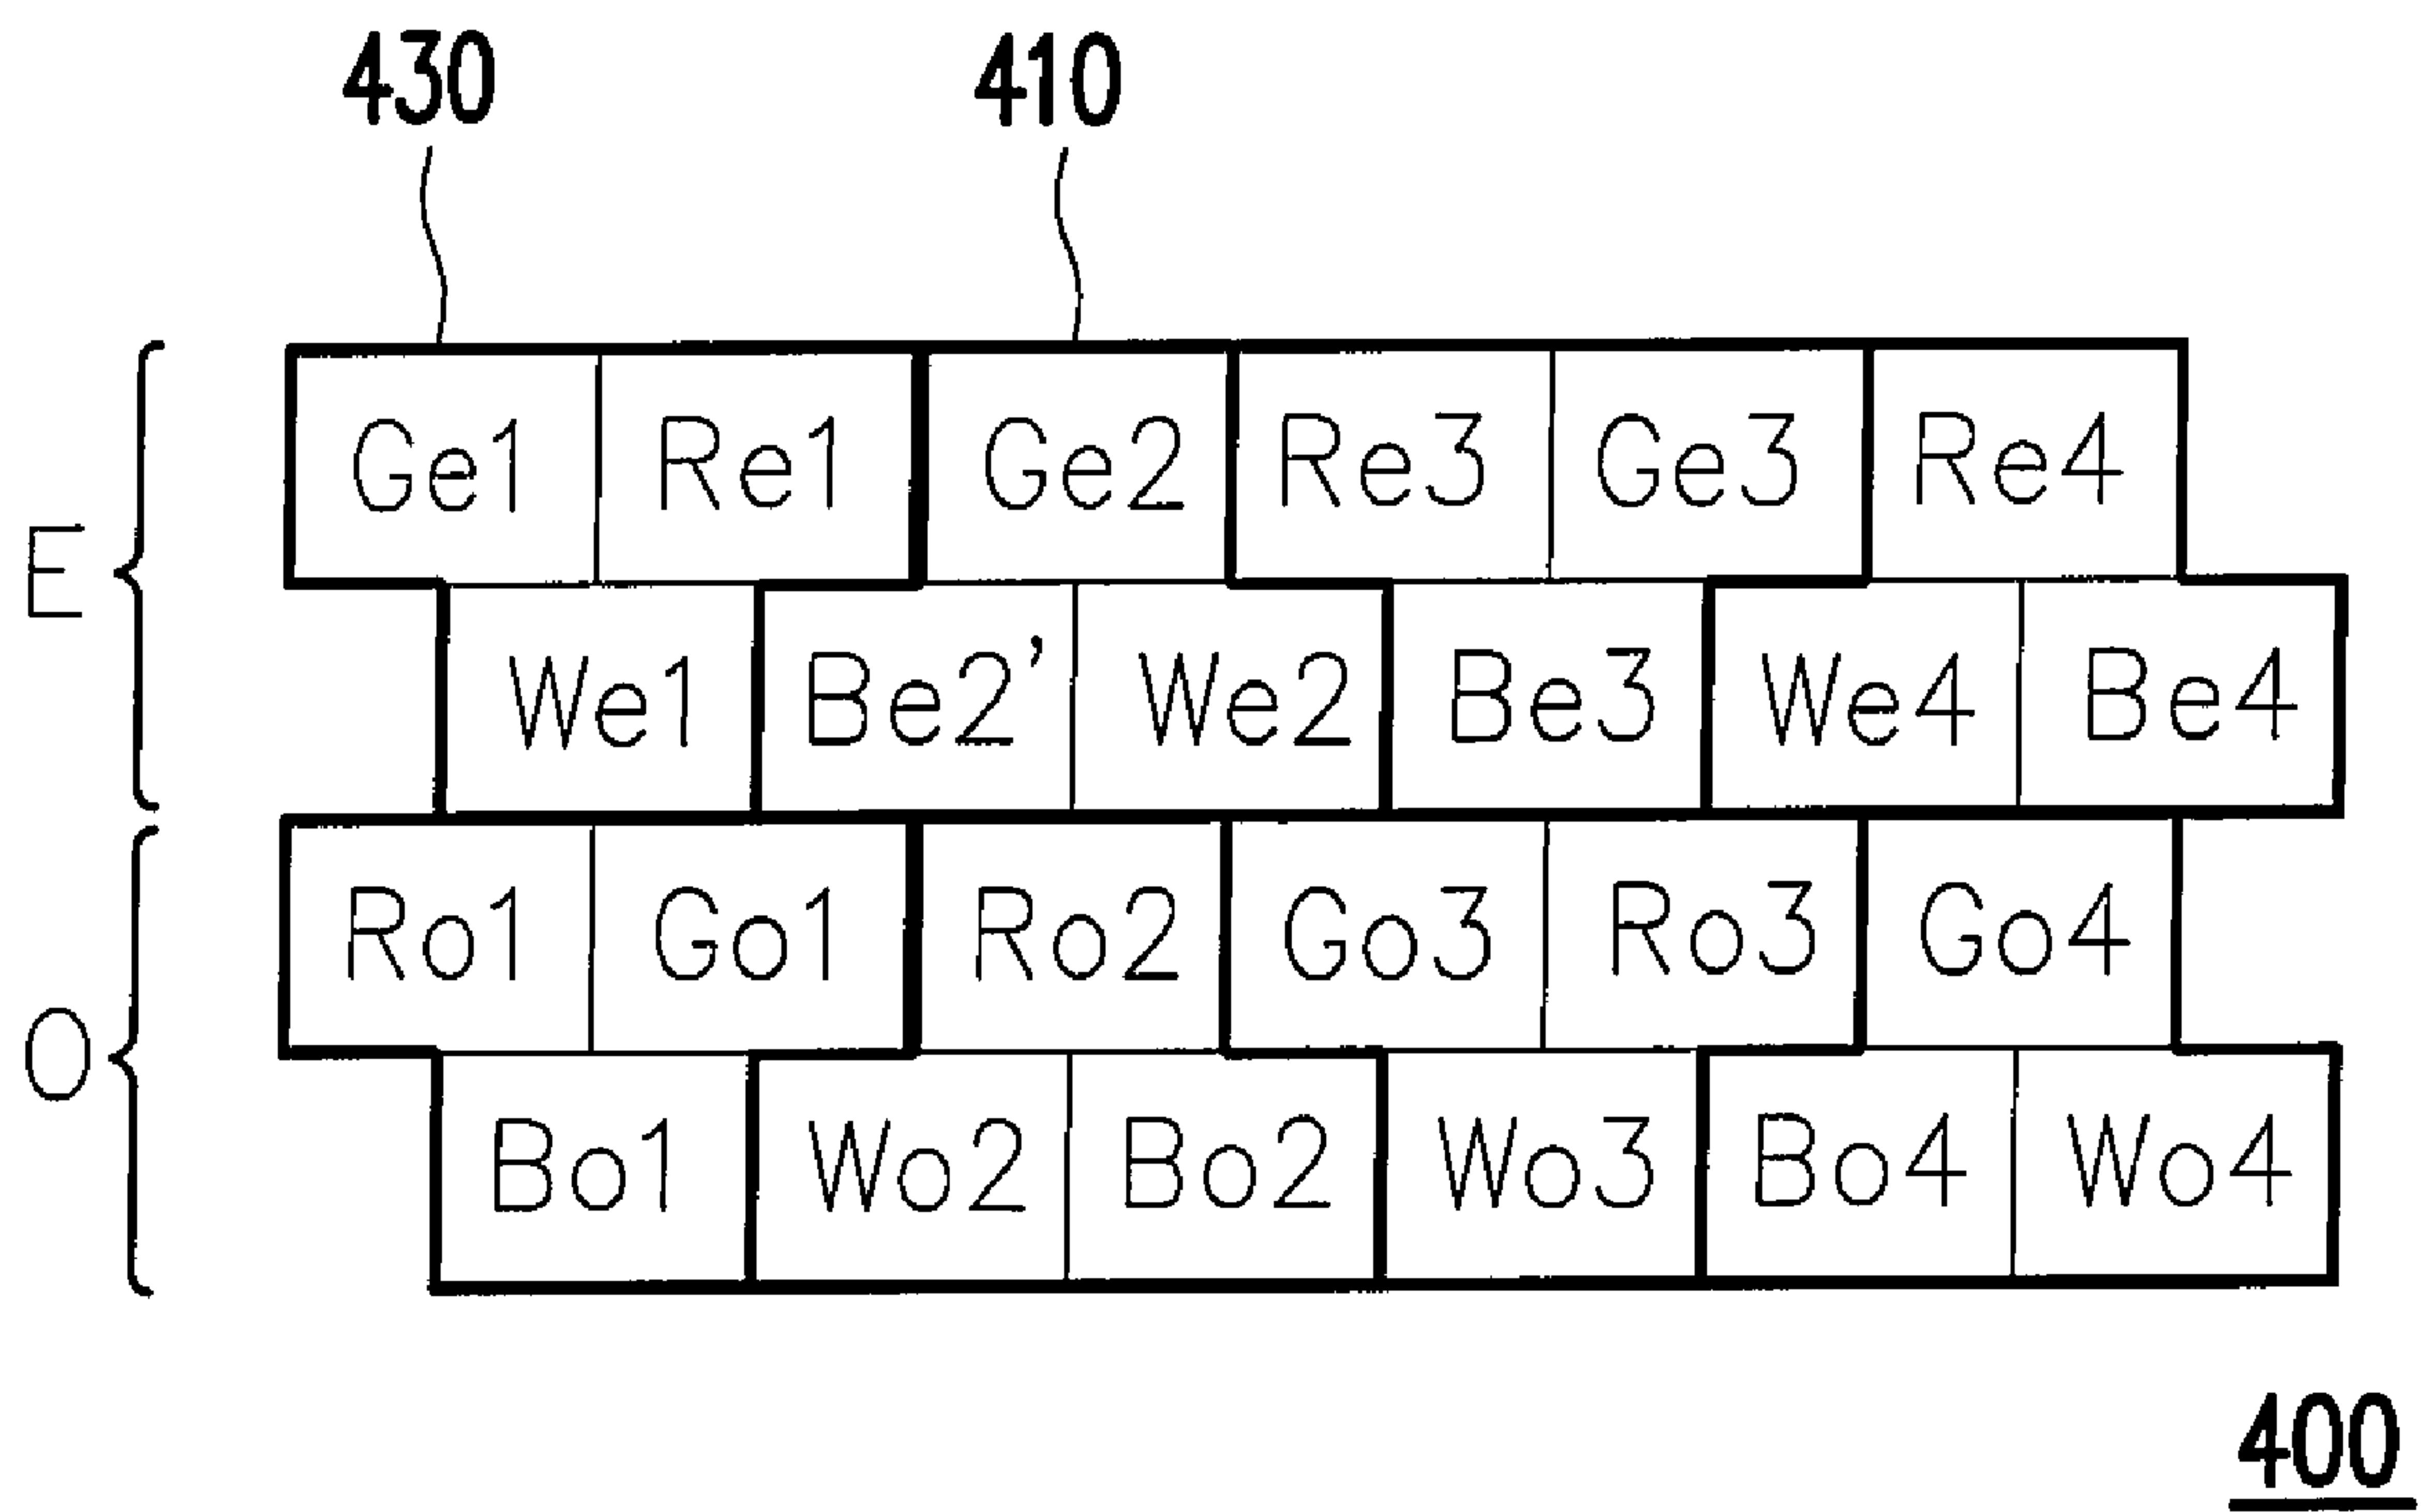 430 410
Ge1 Re1 Ge2 Re3 Ge3 Re4
E
We1 Be2' We2 Be3 We4 Be4
Ro1 Go1 Ro2 Go3 Ro3 Go4
O
Bo1 Wo2 Bo2 Wo3 Bo4 Wo4
400